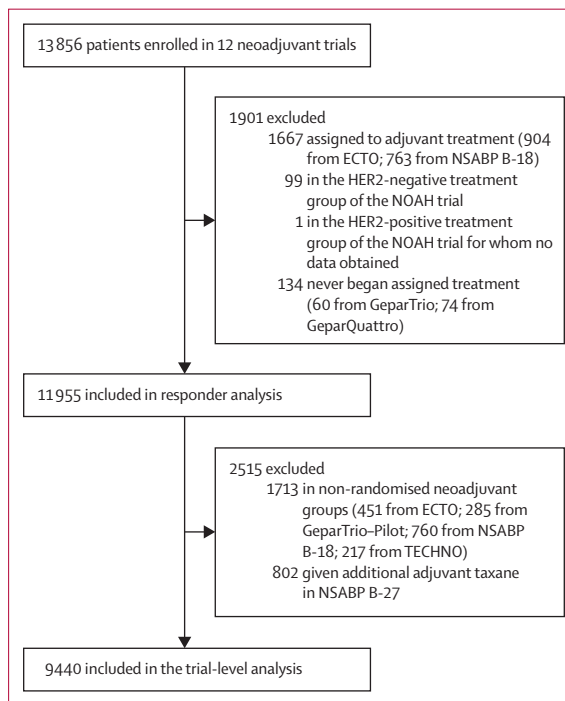 13 856 patients enrolled in 12 neoadjuvant trials
1901 excluded
1667 assigned to adjuvant treatment (904
from ECTO; 763 from NSABP B-18)
99 in the HER2-negative treatment
group of the NOAH trial
1 in the HER2-positive treatment
group of the NOAH trial for whom no
data obtained
134 never began assigned treatment
(60 from GeparTrio; 74 from
GeparQuattro)
11 955 included in responder analysis
2515 excluded
1713 in non-randomised neoadjuvant
groups (451 from ECTO; 285 from
GeparTrio–Pilot; 760 from NSABP
B-18; 217 from TECHNO)
802 given additional adjuvant taxane
in NSABP B-27
9440 included in the trial-level analysis